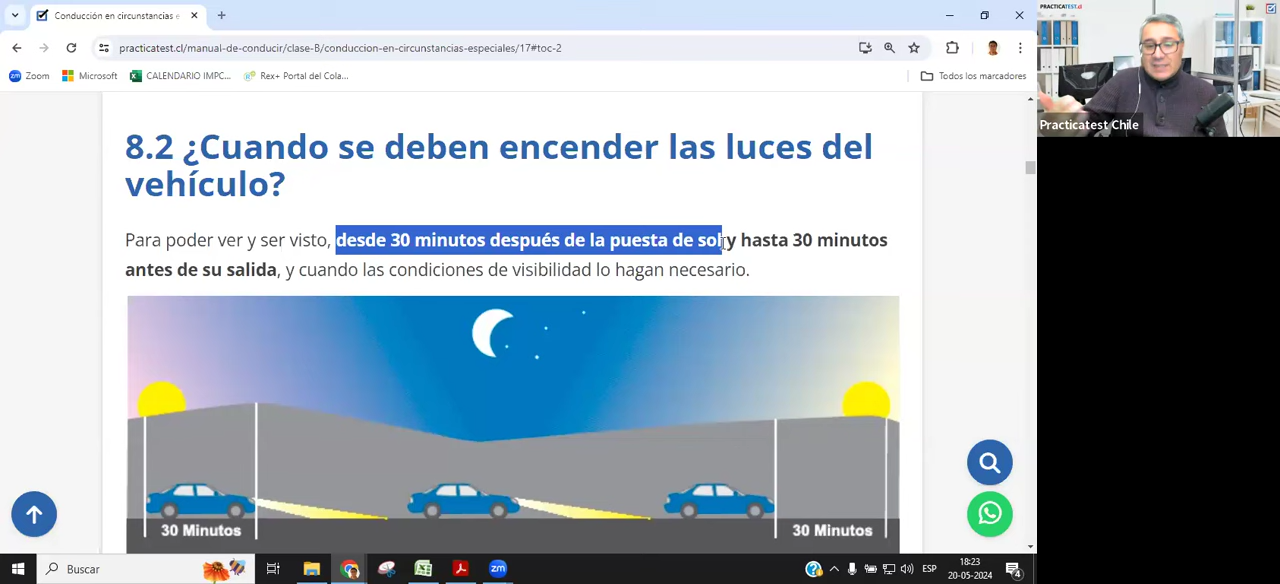 Conducción en circunstancias e
practicatest.cl/manual-de-conducir/clase-B/conduccion-en-circunstancias-especiales/17#toc-2
Zoom
Microsoft
CALENDARIO IMPC...
Rex+ Portal del Cola...
Todos los marcadores
PRACTICATEST.cl
Practicatest Chile
8.2 ¿Cuando se deben encender las luces del
vehículo?
Para poder ver y ser visto, desde 30 minutos después de la puesta de sol y hasta 30 minutos
antes de su salida, y cuando las condiciones de visibilidad lo hagan necesario.
30 Minutos
30 Minutos
Buscar
zm
ESP
18:23
20-05-2024
4